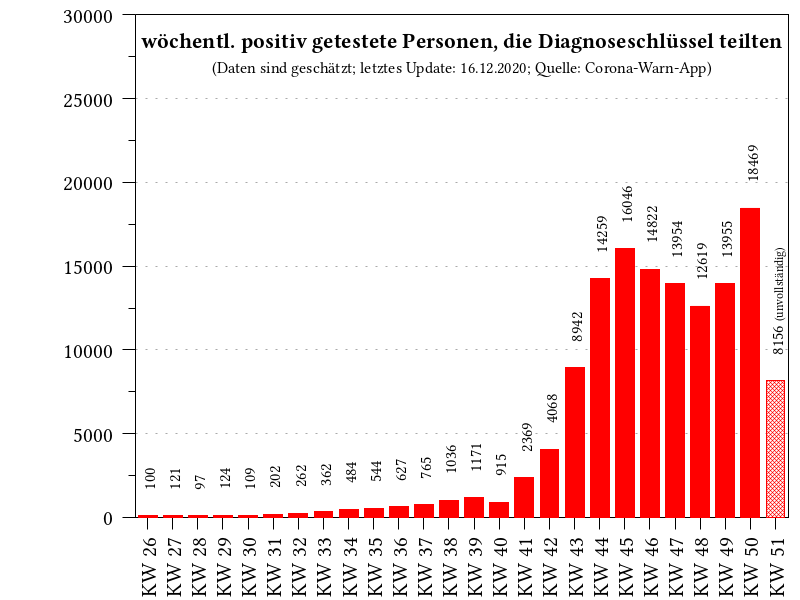 wöchentl. positiv getestete Personen, die Diagnoseschlüssel teilten
(Daten sind geschätzt; letztes Update: 16.12.2020; Quelle: Corona-Warn-App)
30000
25000
20000
15000
10000
5000
0
100
121
97
124
109
202
262
362
484
544
627
765
1036
1171
915
2369
4068
8942
14259
16046
14822
13954
12619
13955
18469
8156 (unvollständig)
KW 26
KW 27
KW 28
KW 29
KW 30
KW 31
KW 32
KW 33
KW 34
KW 35
KW 36
KW 37
KW 38
KW 39
KW 40
KW 41
KW 42
KW 43
KW 44
KW 45
KW 46
KW 47
KW 48
KW 49
KW 50
KW 51